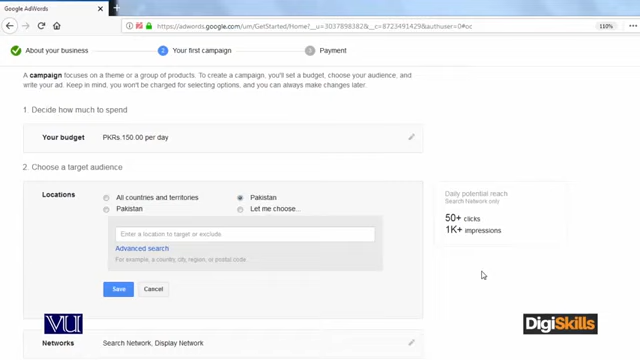 Google AdWords
https://adwords.google.com/um/GetStarted/Home?__u=3037898382&__c=8723491429&authuser=0#oc
110%
About your business
2 Your first campaign
3 Payment
A campaign focuses on a theme or a group of products. To create a campaign, you'll set a budget, choose your audience, and
write your ad. Keep in mind, you won't be charged for selecting options, and you can always make changes later.
1. Decide how much to spend
Your budget PKRs.150.00 per day
2. Choose a target audience
Locations
All countries and territories
Pakistan
Pakistan
Let me choose...
Enter a location to target or exclude.
Advanced search
For example, a country, city, region, or postal code.
Save Cancel
Daily potential reach
Search Network only
50+ clicks
1K+ impressions
VU
DigiSkills
Networks Search Network, Display Network